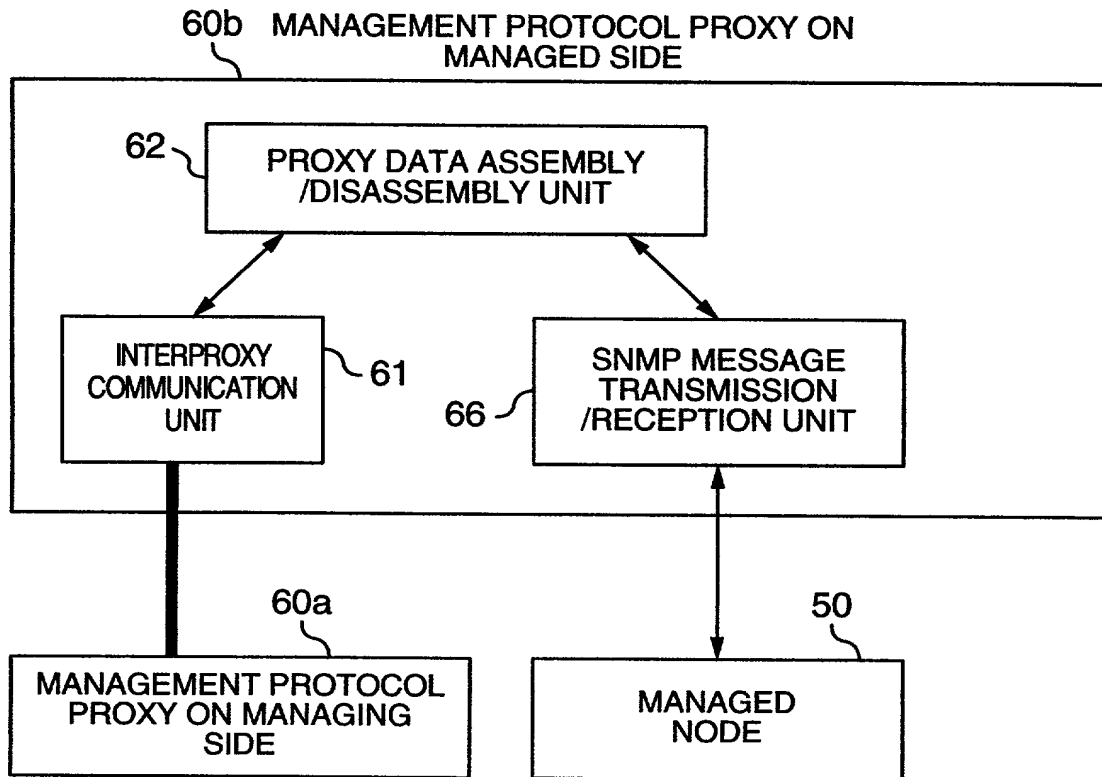 60b MANAGEMENT PROTOCOL PROXY ON
MANAGED SIDE
62
PROXY DATA ASSEMBLY
/DISASSEMBLY UNIT
INTERPROXY
COMMUNICATION
UNIT
61
66
SNMP MESSAGE
TRANSMISSION
/RECEPTION UNIT
60a
MANAGEMENT PROTOCOL
PROXY ON MANAGING
SIDE
50
MANAGED
NODE